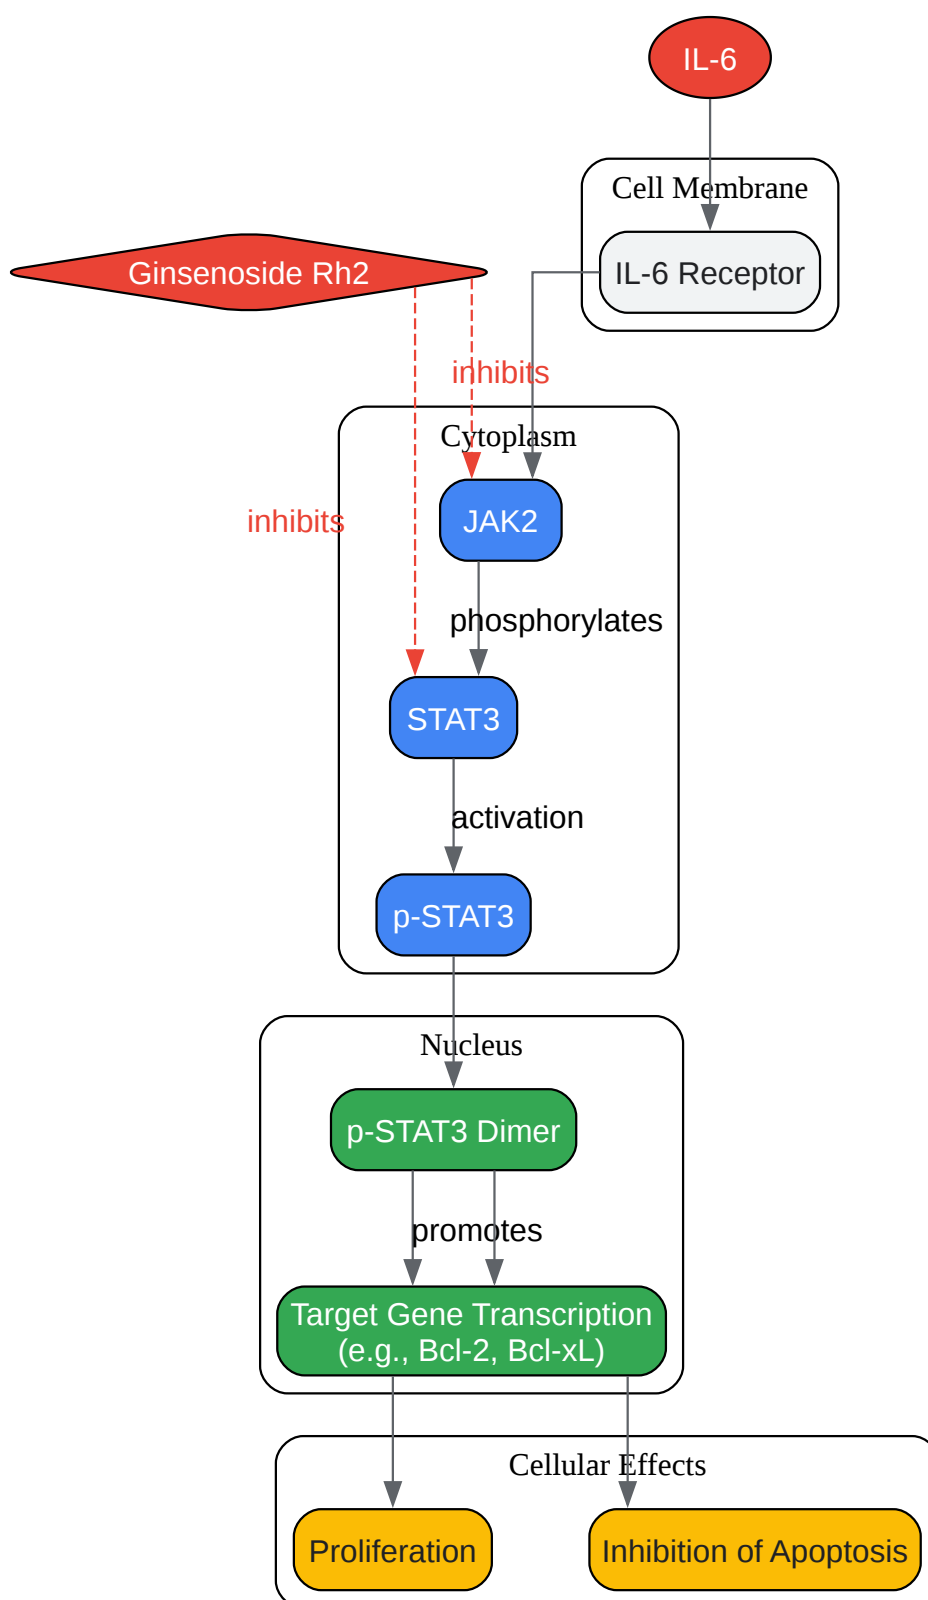 IL-6
Cell Membrane
Ginsenoside Rh2
IL-6 Receptor
inhibits
Cytoplasm
inhibits
JAK2
phosphorylates
STAT3
activation
p-STAT3
Nucleus
p-STAT3 Dimer
promotes
Target Gene Transcription
(e.g., Bcl-2, Bcl-xL)
Cellular Effects
Proliferation
Inhibition of Apoptosis